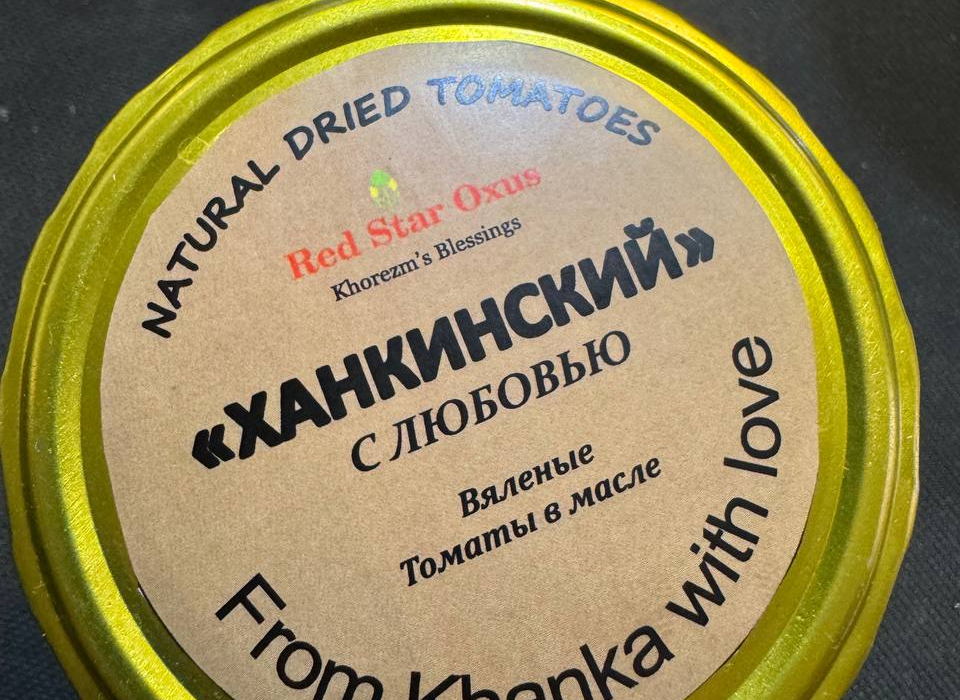 NATURAL DRIED TOMATOES
Red Star Oxus
Khorezm's Blessings
«ХАНКИНСКИЙ»
С ЛЮБОВЬЮ
Вяленые
Томаты в масле
From Khanka with love